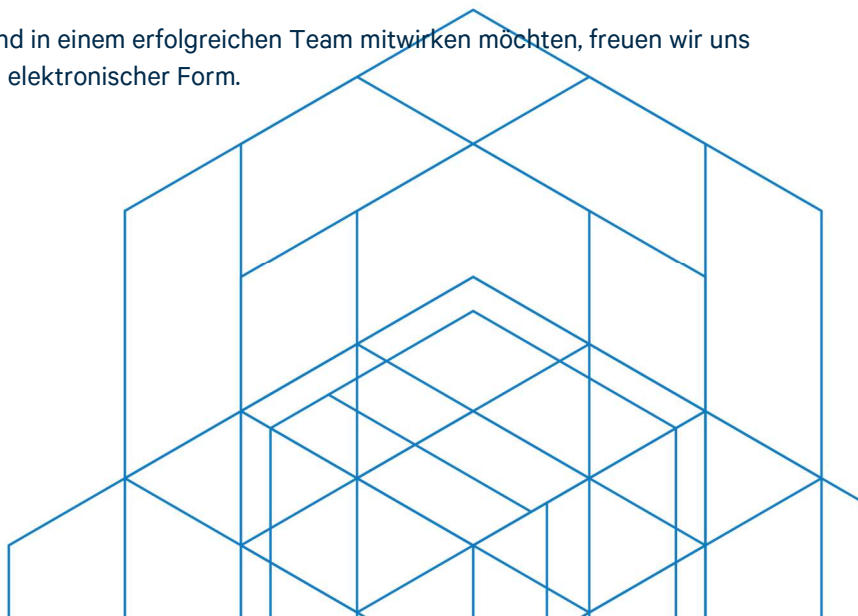 nd in einem erfolgreichen Team mitwirken möchten, freuen wir uns
elektronischer Form.